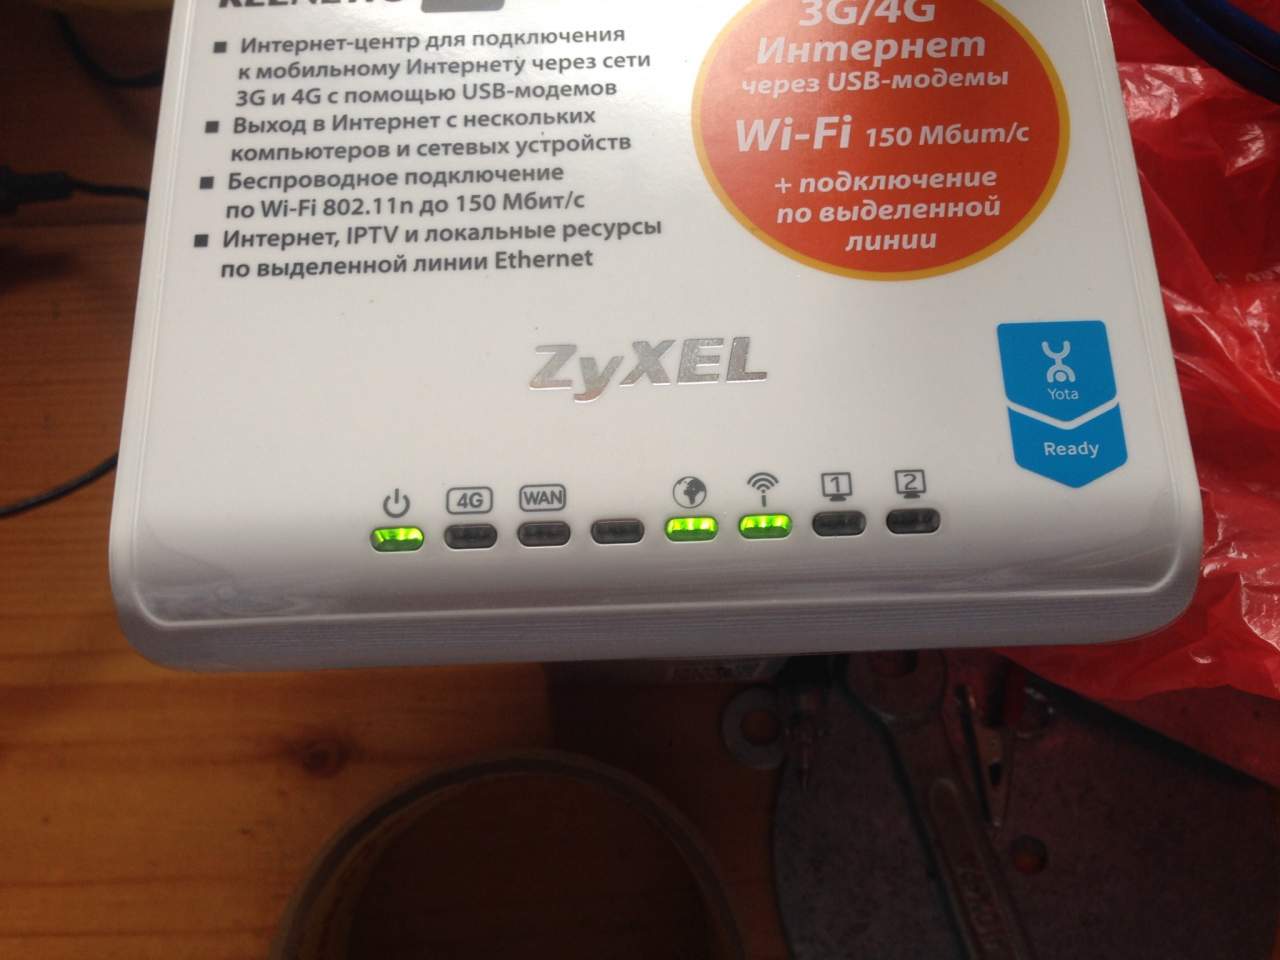 KEENETIC
■ Интернет-центр для подключения
к мобильному Интернету через сети
3G и 4G с помощью USB-модемов
■ Выход в Интернет с нескольких
компьютеров и сетевых устройств
■ Беспроводное подключение
по Wi-Fi 802.11n до 150 Мбит/с
■ Интернет, IPTV и локальные ресурсы
по выделенной линии Ethernet
3G/4G
Интернет
через USB-модемы
Wi-Fi 150 Мбит/с
+ подключение
по выделенной
линии
ZyXEL
Yota
Ready
4G WAN 1 2